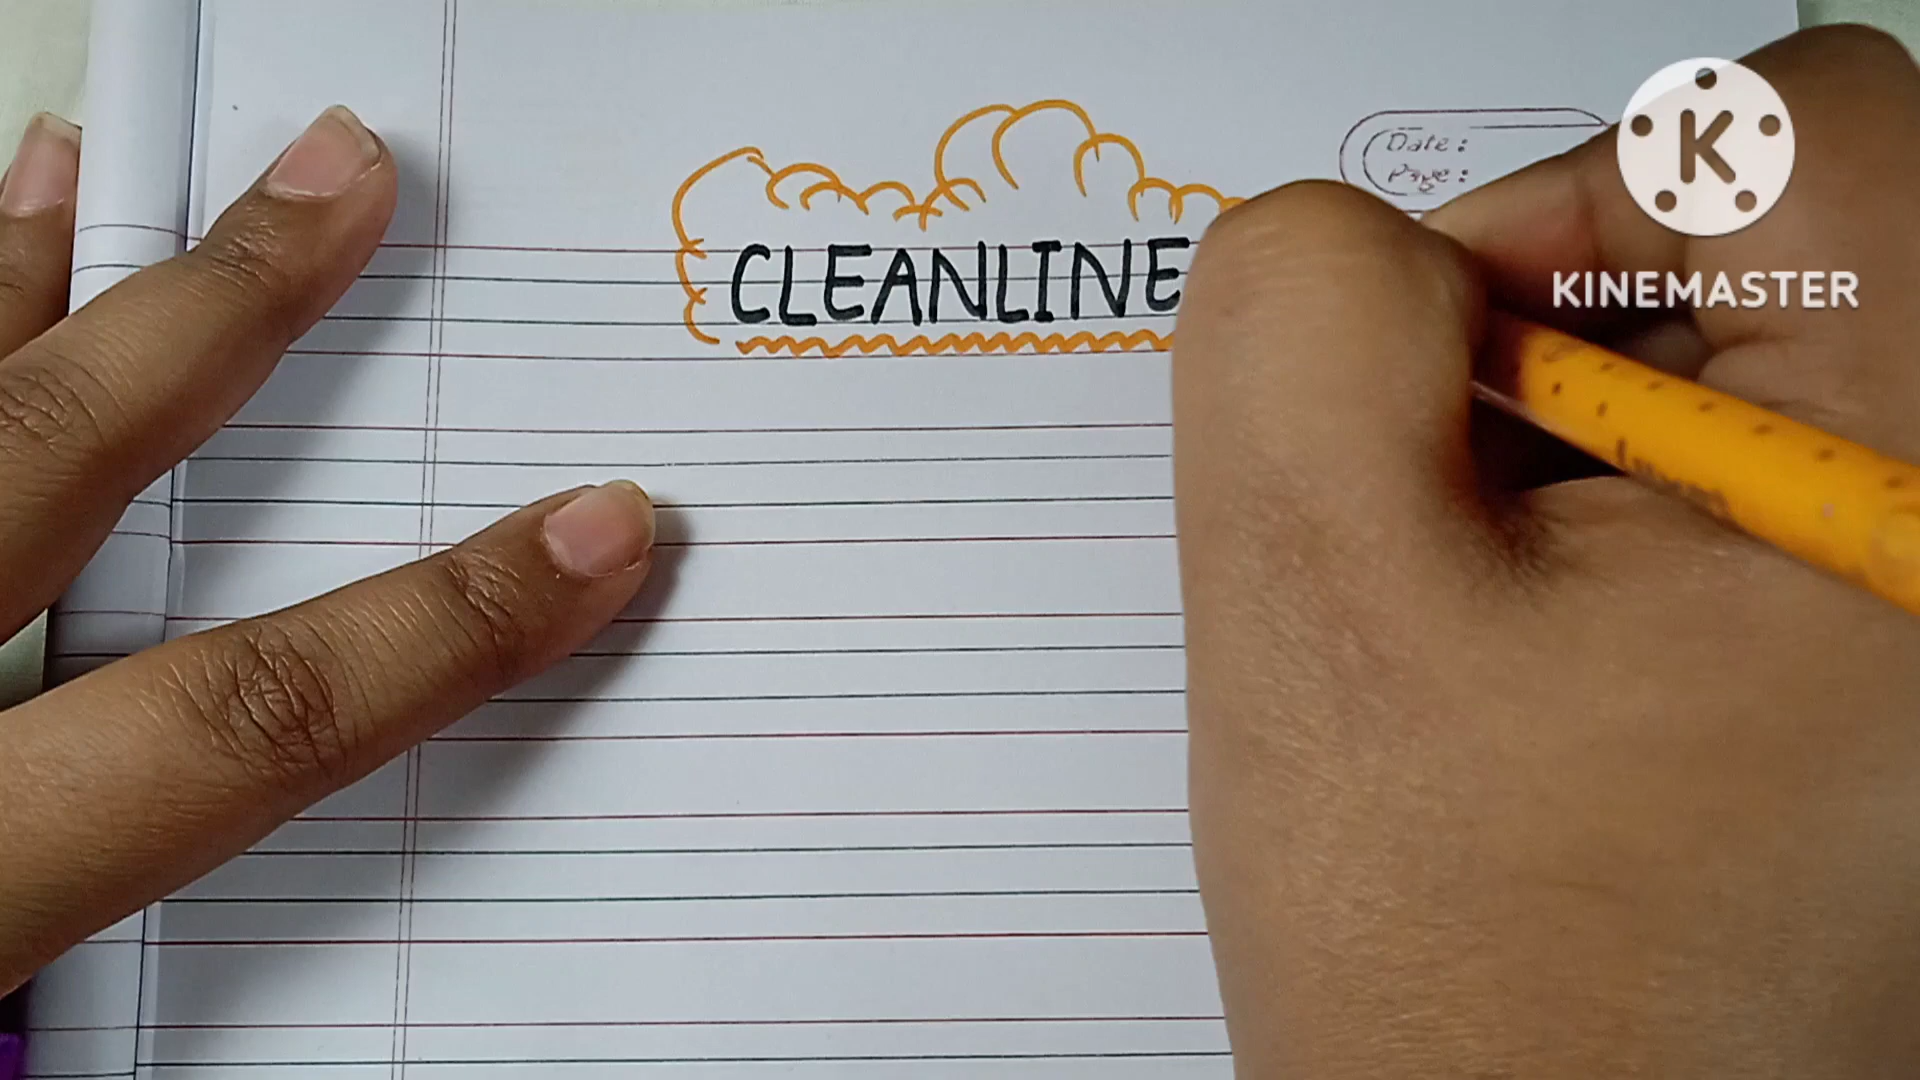 Date :
Page :
K
KINEMASTER
CLEANLINE